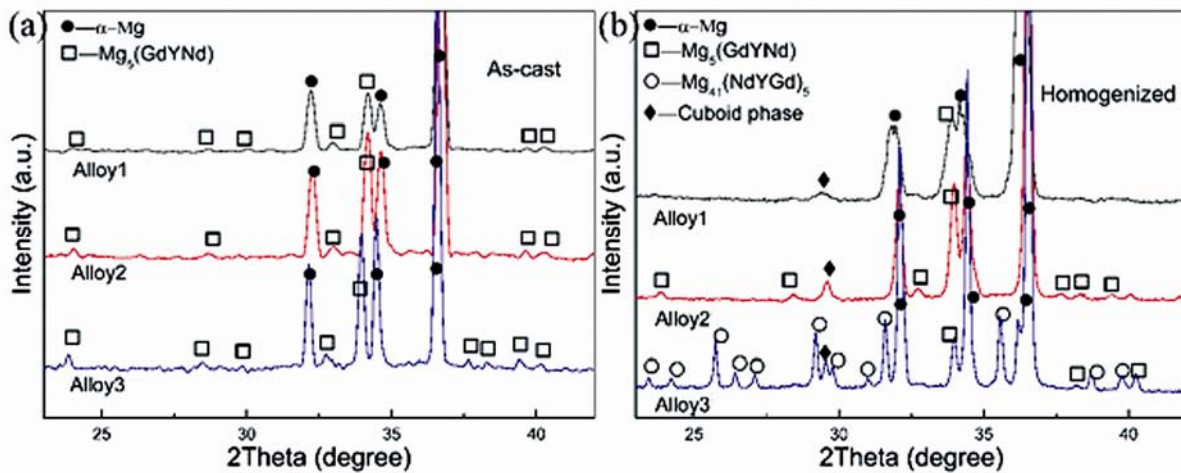 (a)
●—α-Mg
□—Mg₅(GdYNd)
As-cast
Alloy1
Alloy2
Alloy3
Intensity (a.u.)
25 30 35 40
2Theta (degree)
(b)
●—α-Mg
□—Mg₅(GdYNd)
○—Mg₄₁(NdYGd)₅
◆—Cuboid phase
Homogenized
Alloy1
Alloy2
Alloy3
Intensity (a.u.)
25 30 35 40
2Theta (degree)